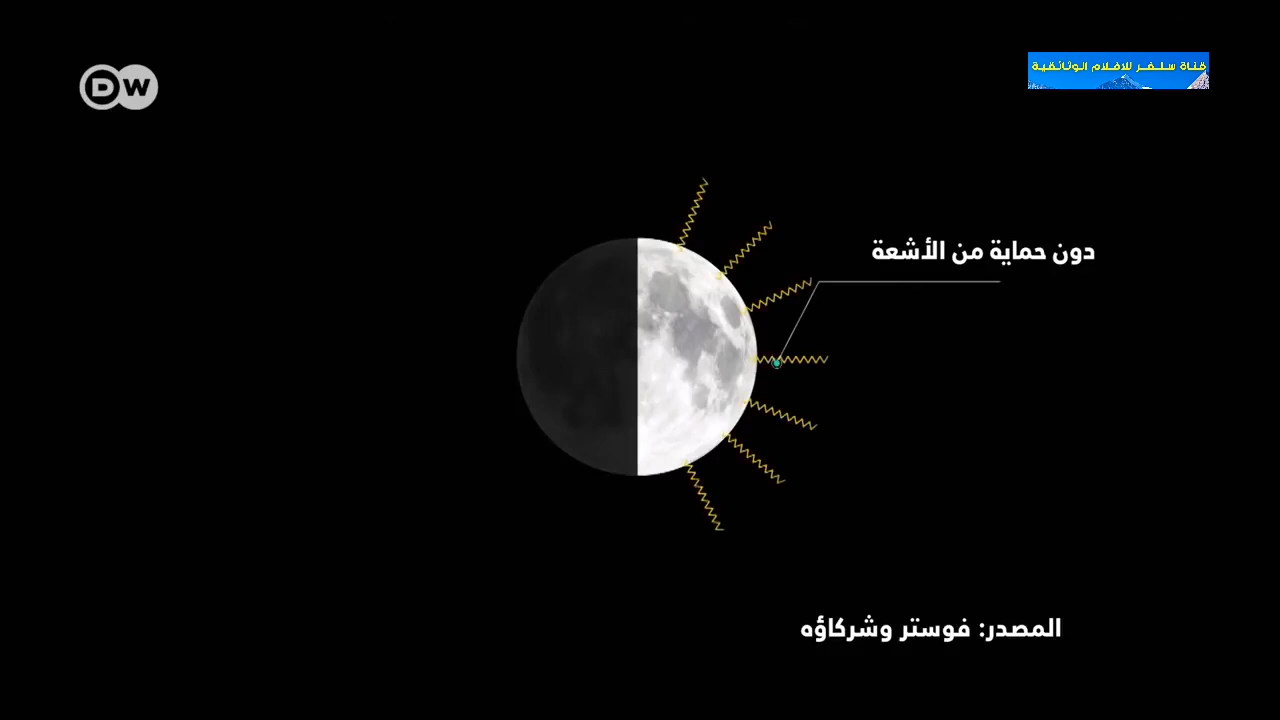 DW
قناة سلفر للافلام الوثائقية
دون حماية من الأشعة
المصدر: فوستر وشركاؤه